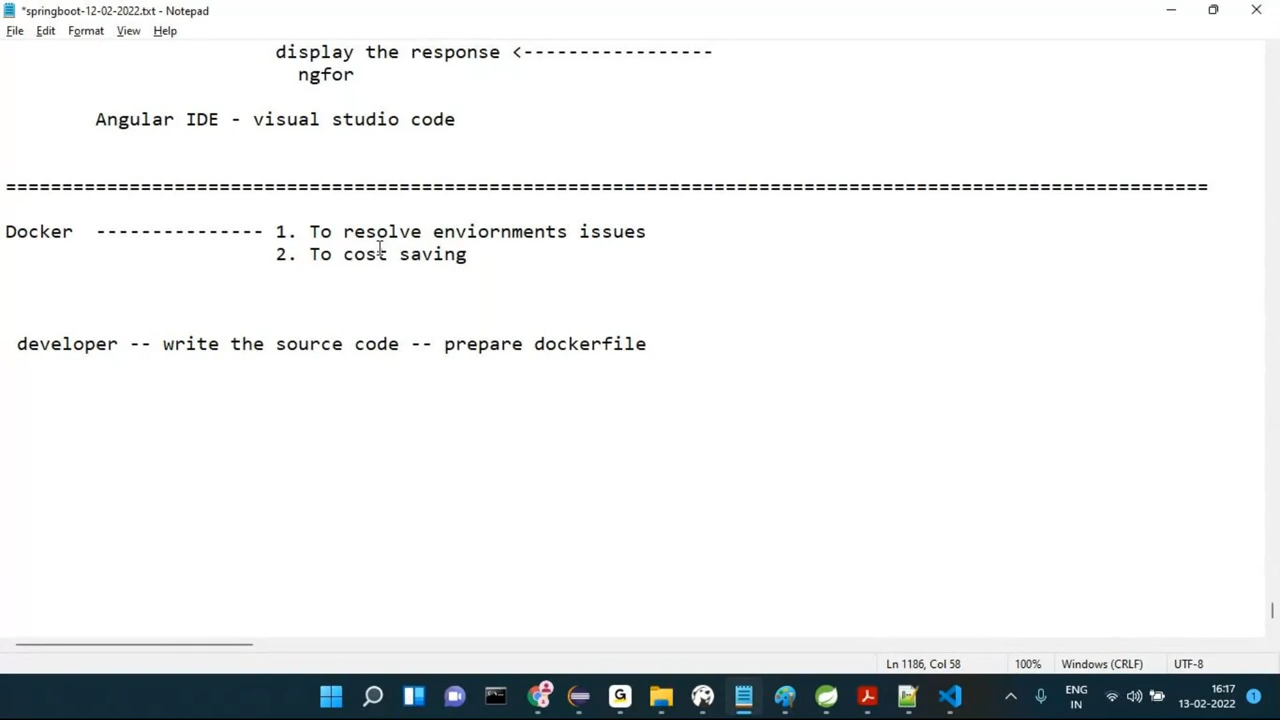 *springboot-12-02-2022.txt - Notepad
File Edit Format View Help
display the response <-----------------
ngfor
Angular IDE - visual studio code
===========================================================================================================
Docker --------------- 1. To resolve enviornments issues
2. To cost saving
developer -- write the source code -- prepare dockerfile
Ln 1186, Col 58 100% Windows (CRLF) UTF-8
ENG
IN
16:17
13-02-2022
1